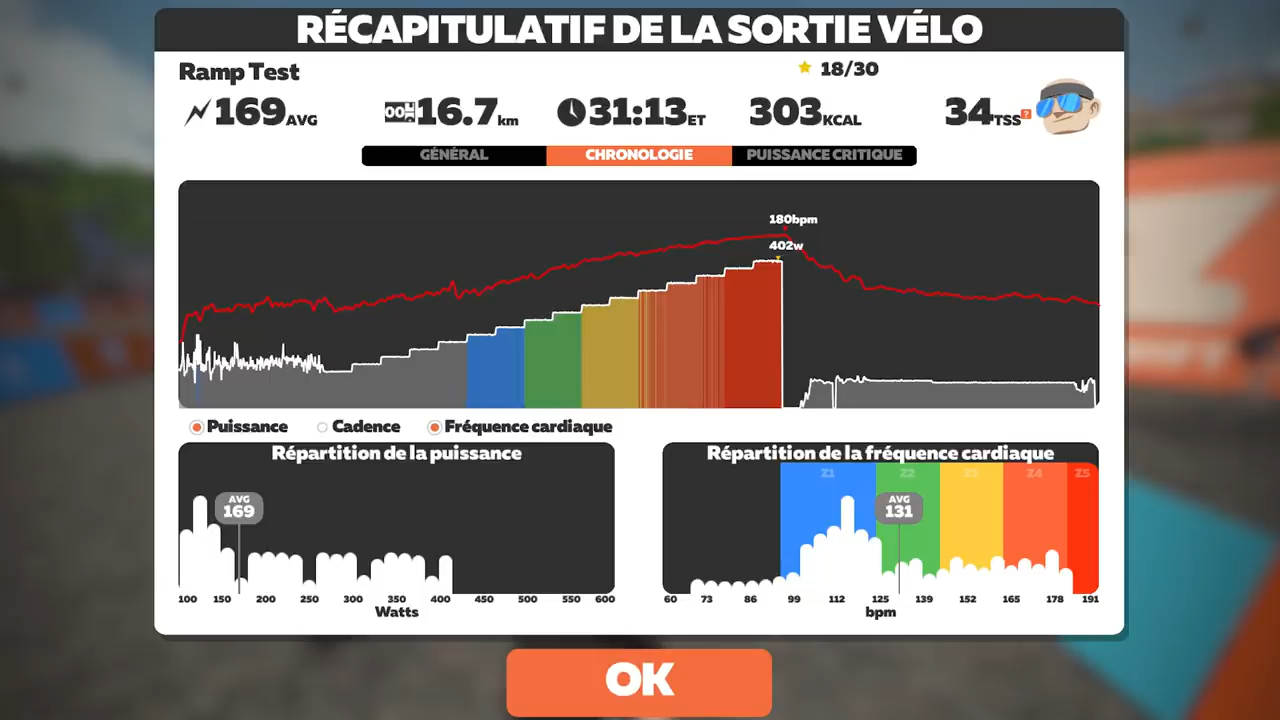 RÉCAPITULATIF DE LA SORTIE VÉLO
Ramp Test
18/30
169AVG
16.7km
31:13ET
303KCAL
34TSS?
GÉNÉRAL
CHRONOLOGIE
PUISSANCE CRITIQUE
180bpm
402w
Puissance
Cadence
Fréquence cardiaque
Répartition de la puissance
AVG
169
100 150 200 250 300 350 400 450 500 550 600
Watts
Répartition de la fréquence cardiaque
Z1 Z2 Z3 Z4 Z5
AVG
131
60 73 86 99 112 125 139 152 165 178 191
bpm
OK